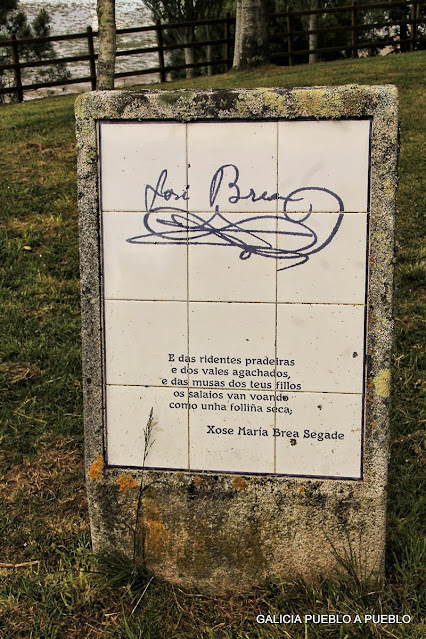 José Brea
E das ridentes pradeiras
e dos vales agachados,
e das musas dos teus fillos
os salaios van voando
como unha folliña seca;
Xose María Brea Segade
GALICIA PUEBLO A PUEBLO